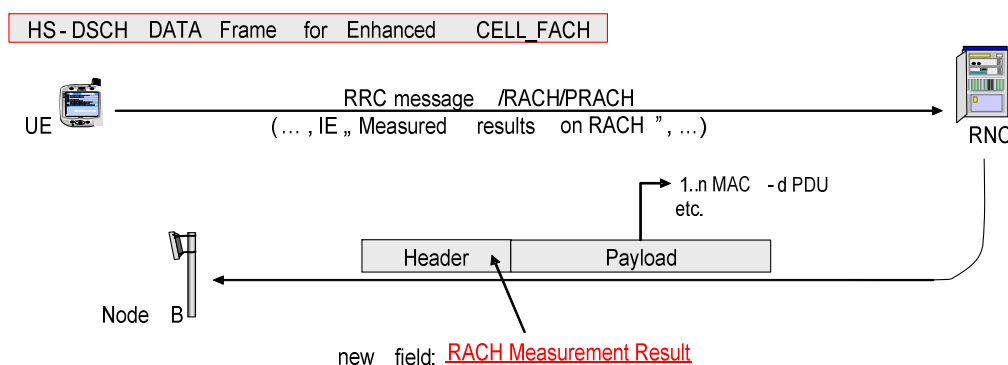 HS-DSCH DATA Frame for Enhanced CELL_FACH
RRC message /RACH/PRACH
UE
(... , IE „ Measured results on RACH ”, ...)
RNC
1..n MAC -d PDU
etc.
Header Payload
Node B
new field: RACH Measurement Result